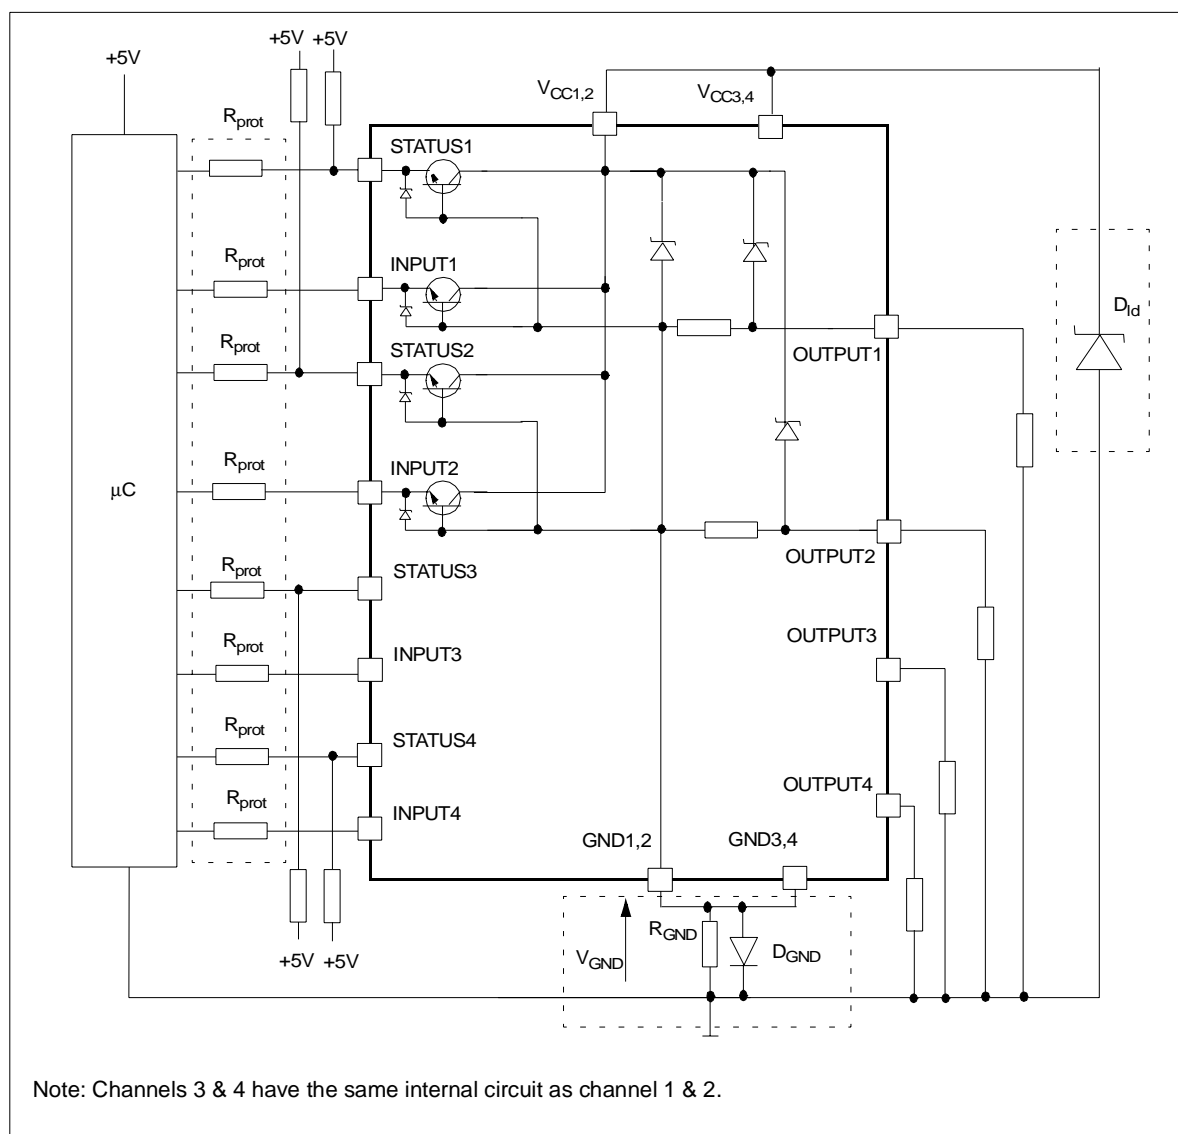 +5V +5V
+5V
V_CC1,2
V_CC3,4
R_prot
STATUS1
R_prot
INPUT1
D_ld
R_prot
STATUS2
OUTPUT1
R_prot
INPUT2
µC
OUTPUT2
R_prot
STATUS3
R_prot
INPUT3
OUTPUT3
R_prot
STATUS4
R_prot
INPUT4
OUTPUT4
GND1,2
GND3,4
R_GND
V_GND
D_GND
+5V +5V
Note: Channels 3 & 4 have the same internal circuit as channel 1 & 2.